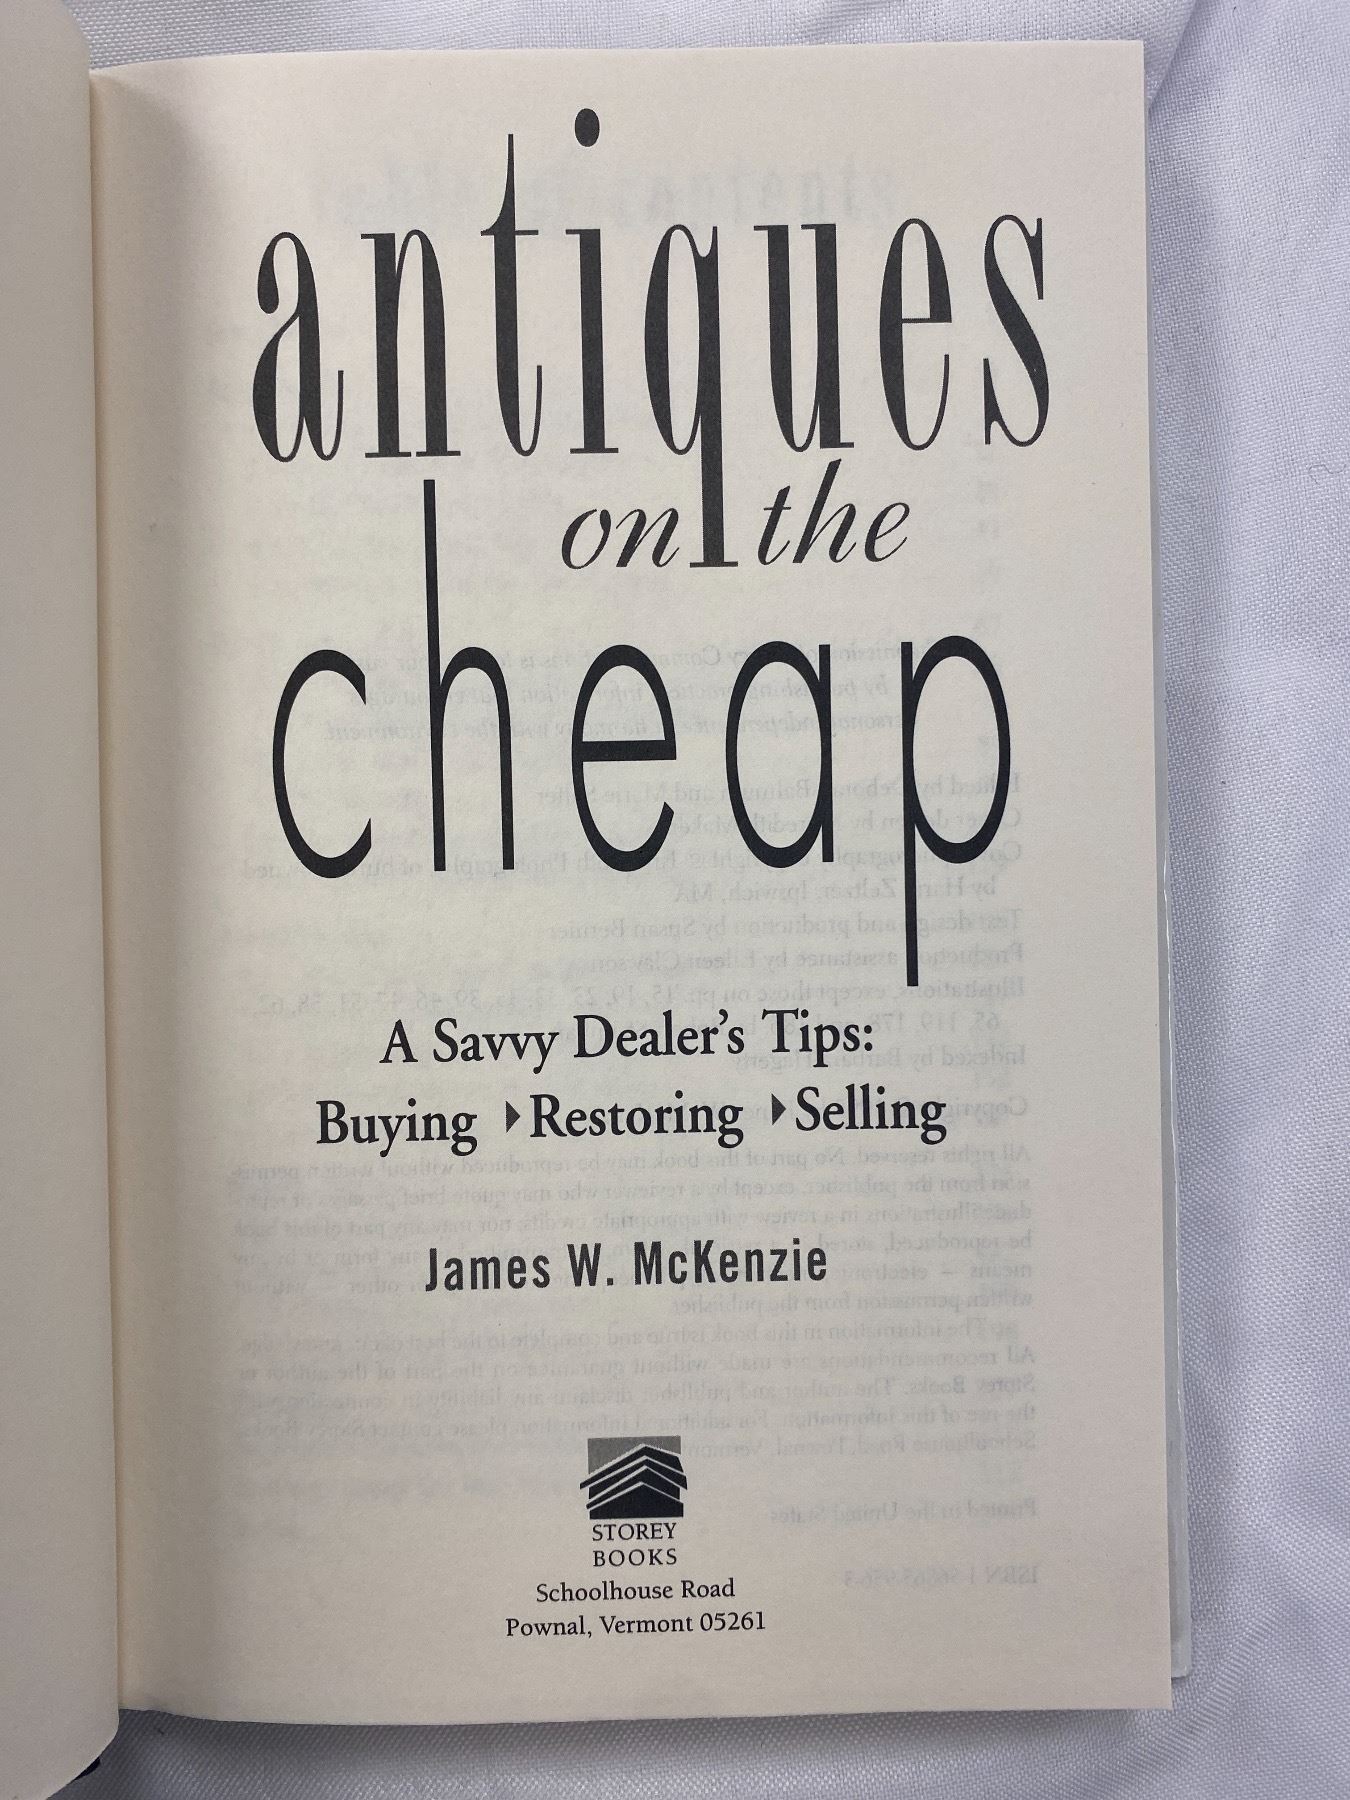 antiques
on the
cheap
A Savvy Dealer's Tips:
Buying ▸Restoring ▸Selling
James W. McKenzie
STOREY
BOOKS
Schoolhouse Road
Pownal, Vermont 05261